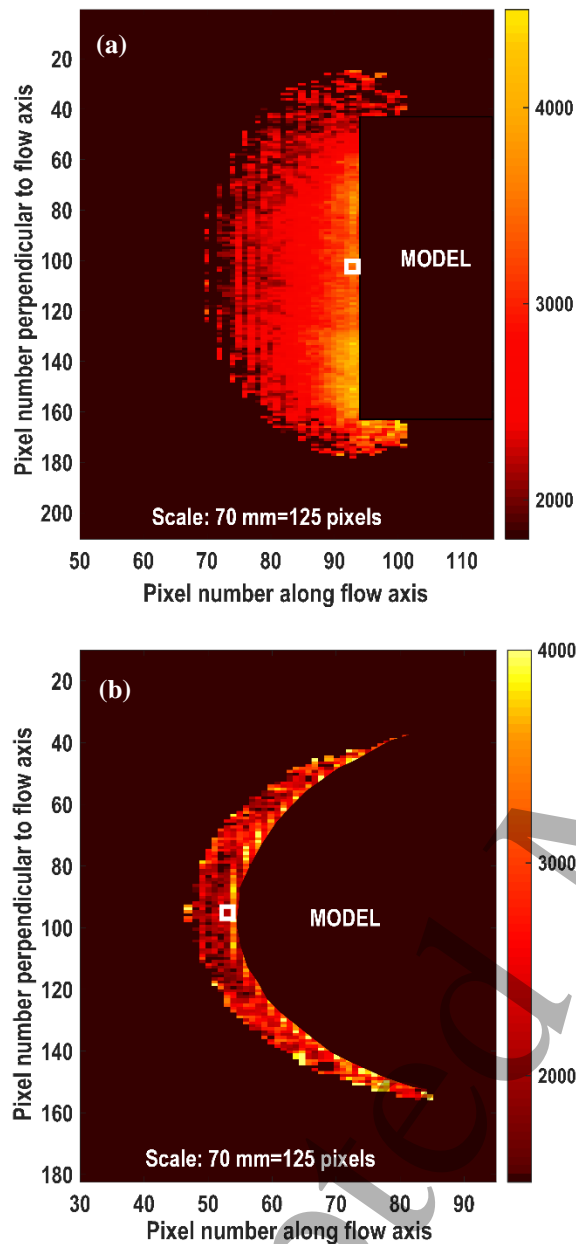 (a)
Pixel number perpendicular to flow axis
20
40
60
80
100
120
140
160
180
200
MODEL
Scale: 70 mm=125 pixels
50 60 70 80 90 100 110
Pixel number along flow axis
4000
3000
2000
(b)
Pixel number perpendicular to flow axis
20
40
60
80
100
120
140
160
180
MODEL
Scale: 70 mm=125 pixels
30 40 50 60 70 80 90
Pixel number along flow axis
4000
3000
2000